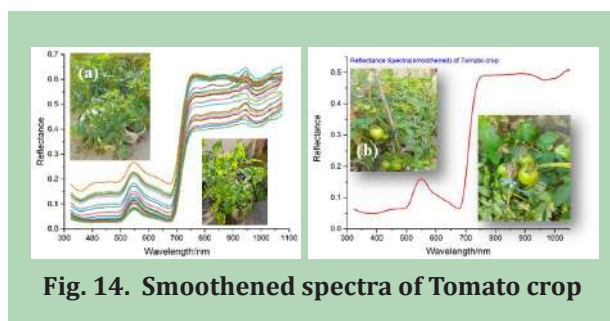 (a)
Reflectance
0.7
0.6
0.5
0.4
0.3
0.2
0.1
0.0
300 400 500 600 700 800 900 1000 1100
Wavelength/nm
Reflectance Spectra(smoothened) of Tomato crop
(b)
Reflectance
0.5
0.4
0.3
0.2
0.1
0.0
300 400 500 600 700 800 900 1000
Wavelength/nm
Fig. 14. Smoothened spectra of Tomato crop